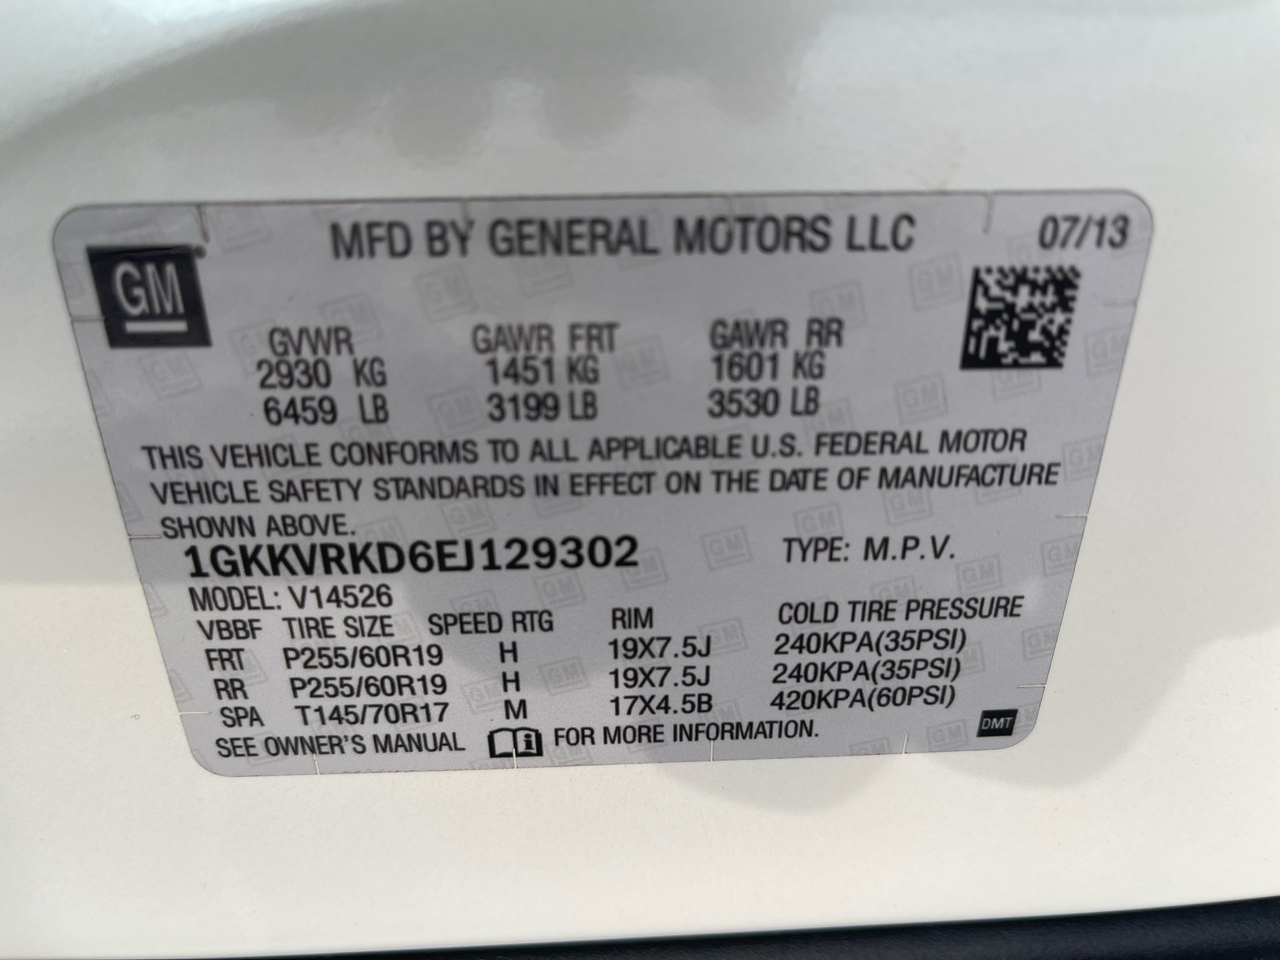 MFD BY GENERAL MOTORS LLC 07/13
GM
GVWR GAWR FRT GAWR RR
2930 KG 1451 KG 1601 KG
6459 LB 3199 LB 3530 LB
THIS VEHICLE CONFORMS TO ALL APPLICABLE U.S. FEDERAL MOTOR
VEHICLE SAFETY STANDARDS IN EFFECT ON THE DATE OF MANUFACTURE
SHOWN ABOVE.
1GKKVRKD6EJ129302 TYPE: M.P.V.
MODEL: V14526
VBBF TIRE SIZE SPEED RTG RIM COLD TIRE PRESSURE
FRT P255/60R19 H 19X7.5J 240KPA(35PSI)
RR P255/60R19 H 19X7.5J 240KPA(35PSI)
SPA T145/70R17 M 17X4.5B 420KPA(60PSI)
SEE OWNER'S MANUAL i FOR MORE INFORMATION.
DMT